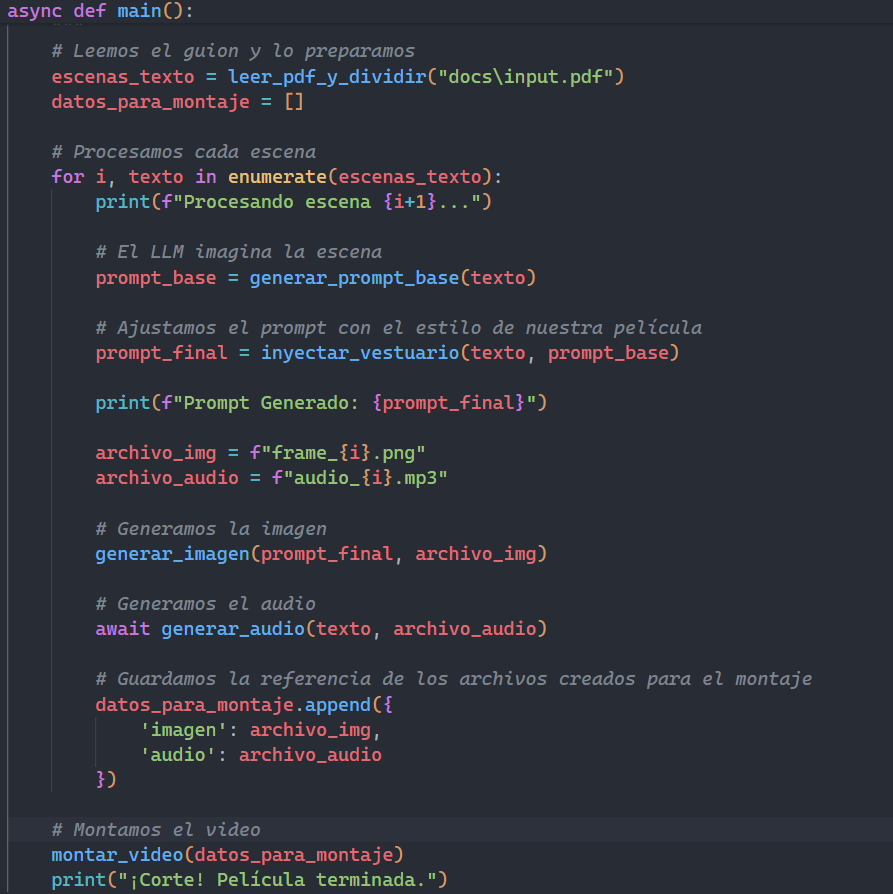 async def main():
# Leemos el guion y lo preparamos
escenas_texto = leer_pdf_y_dividir("docs\input.pdf")
datos_para_montaje = []
# Procesamos cada escena
for i, texto in enumerate(escenas_texto):
print(f"Procesando escena {i+1}...")
# El LLM imagina la escena
prompt_base = generar_prompt_base(texto)
# Ajustamos el prompt con el estilo de nuestra película
prompt_final = inyectar_vestuario(texto, prompt_base)
print(f"Prompt Generado: {prompt_final}")
archivo_img = f"frame_{i}.png"
archivo_audio = f"audio_{i}.mp3"
# Generamos la imagen
generar_imagen(prompt_final, archivo_img)
# Generamos el audio
await generar_audio(texto, archivo_audio)
# Guardamos la referencia de los archivos creados para el montaje
datos_para_montaje.append({
'imagen': archivo_img,
'audio': archivo_audio
})
# Montamos el video
montar_video(datos_para_montaje)
print("¡Corte! Película terminada.")